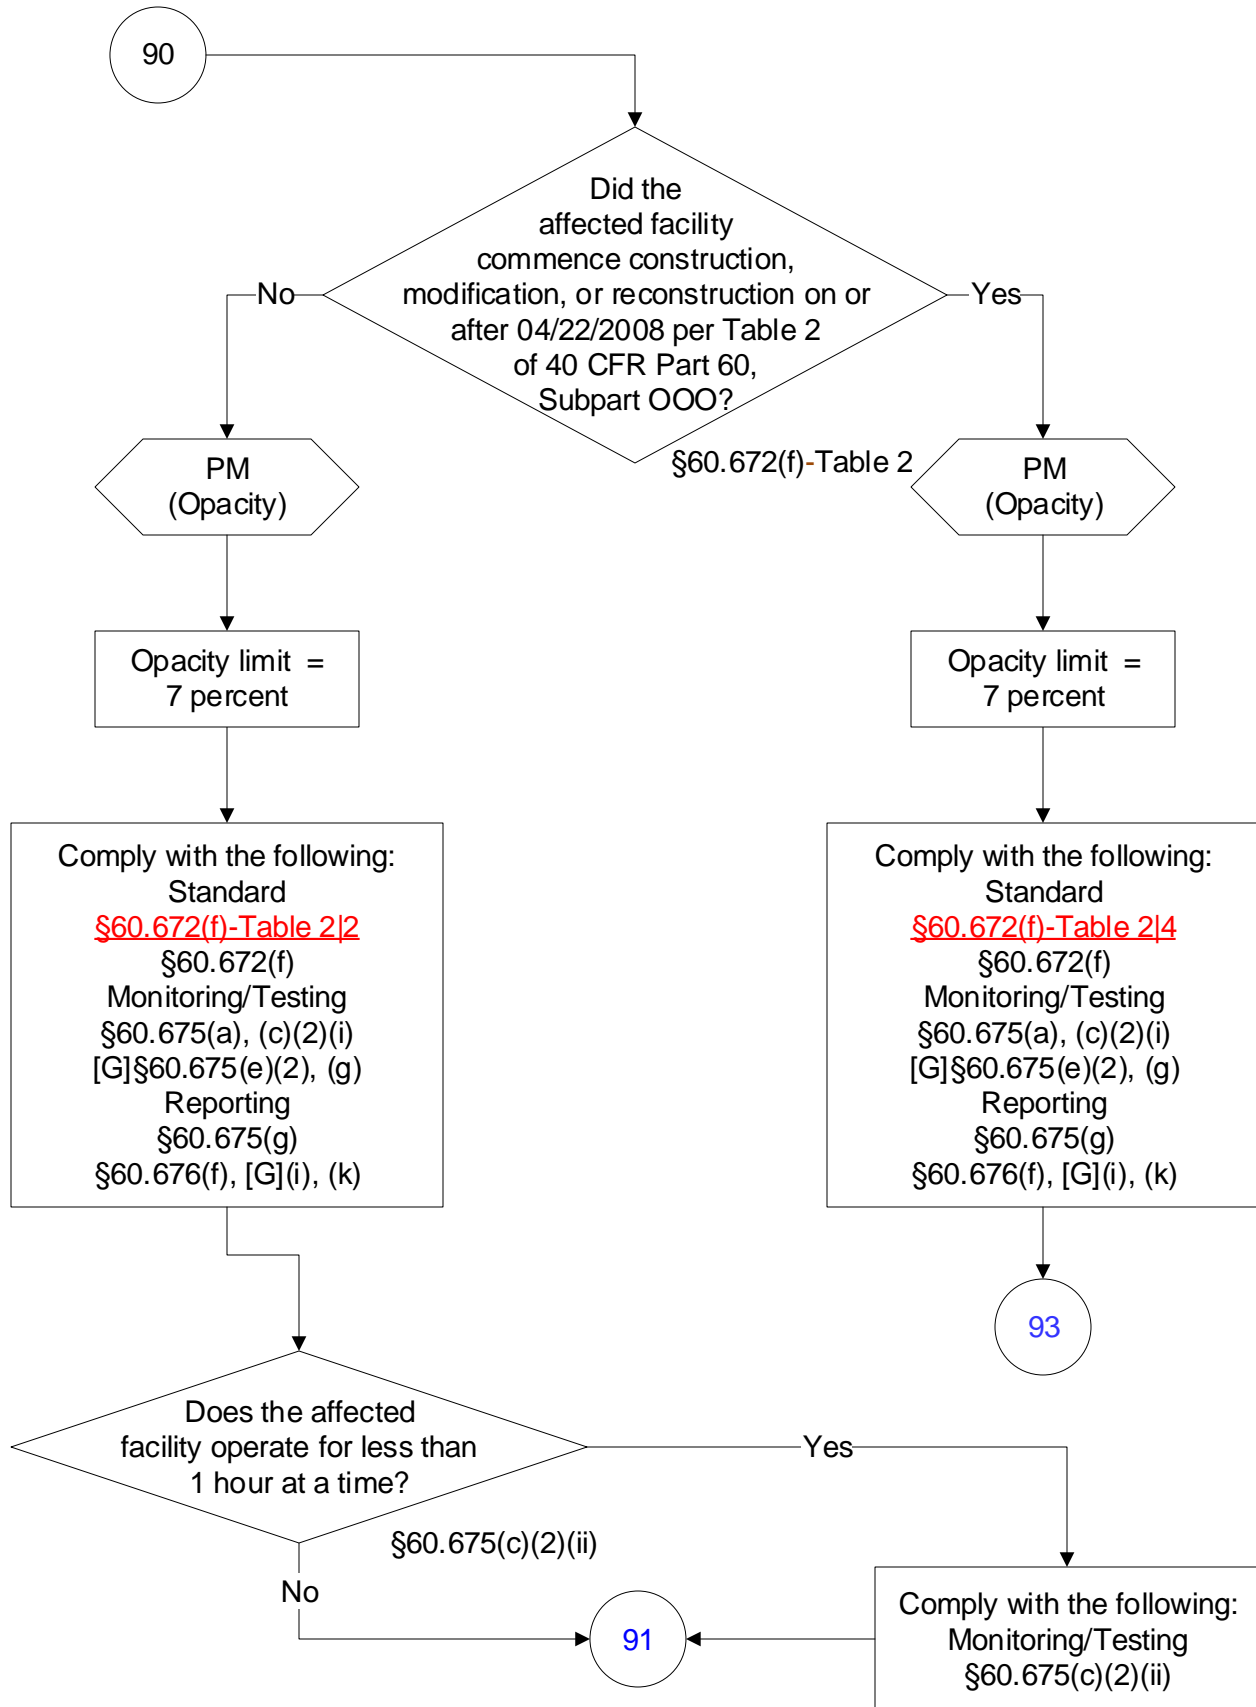 90
Did the
affected facility
commence construction,
modification, or reconstruction on or
after 04/22/2008 per Table 2
of 40 CFR Part 60,
Subpart OOO?
No
Yes
§60.672(f)-Table 2
PM
(Opacity)
PM
(Opacity)
Opacity limit =
7 percent
Opacity limit =
7 percent
Comply with the following:
Standard
§60.672(f)-Table 2|2
§60.672(f)
Monitoring/Testing
§60.675(a), (c)(2)(i)
[G]§60.675(e)(2), (g)
Reporting
§60.675(g)
§60.676(f), [G](i), (k)
Comply with the following:
Standard
§60.672(f)-Table 2|4
§60.672(f)
Monitoring/Testing
§60.675(a), (c)(2)(i)
[G]§60.675(e)(2), (g)
Reporting
§60.675(g)
§60.676(f), [G](i), (k)
93
Does the affected
facility operate for less than
1 hour at a time?
Yes
§60.675(c)(2)(ii)
No
91
Comply with the following:
Monitoring/Testing
§60.675(c)(2)(ii)